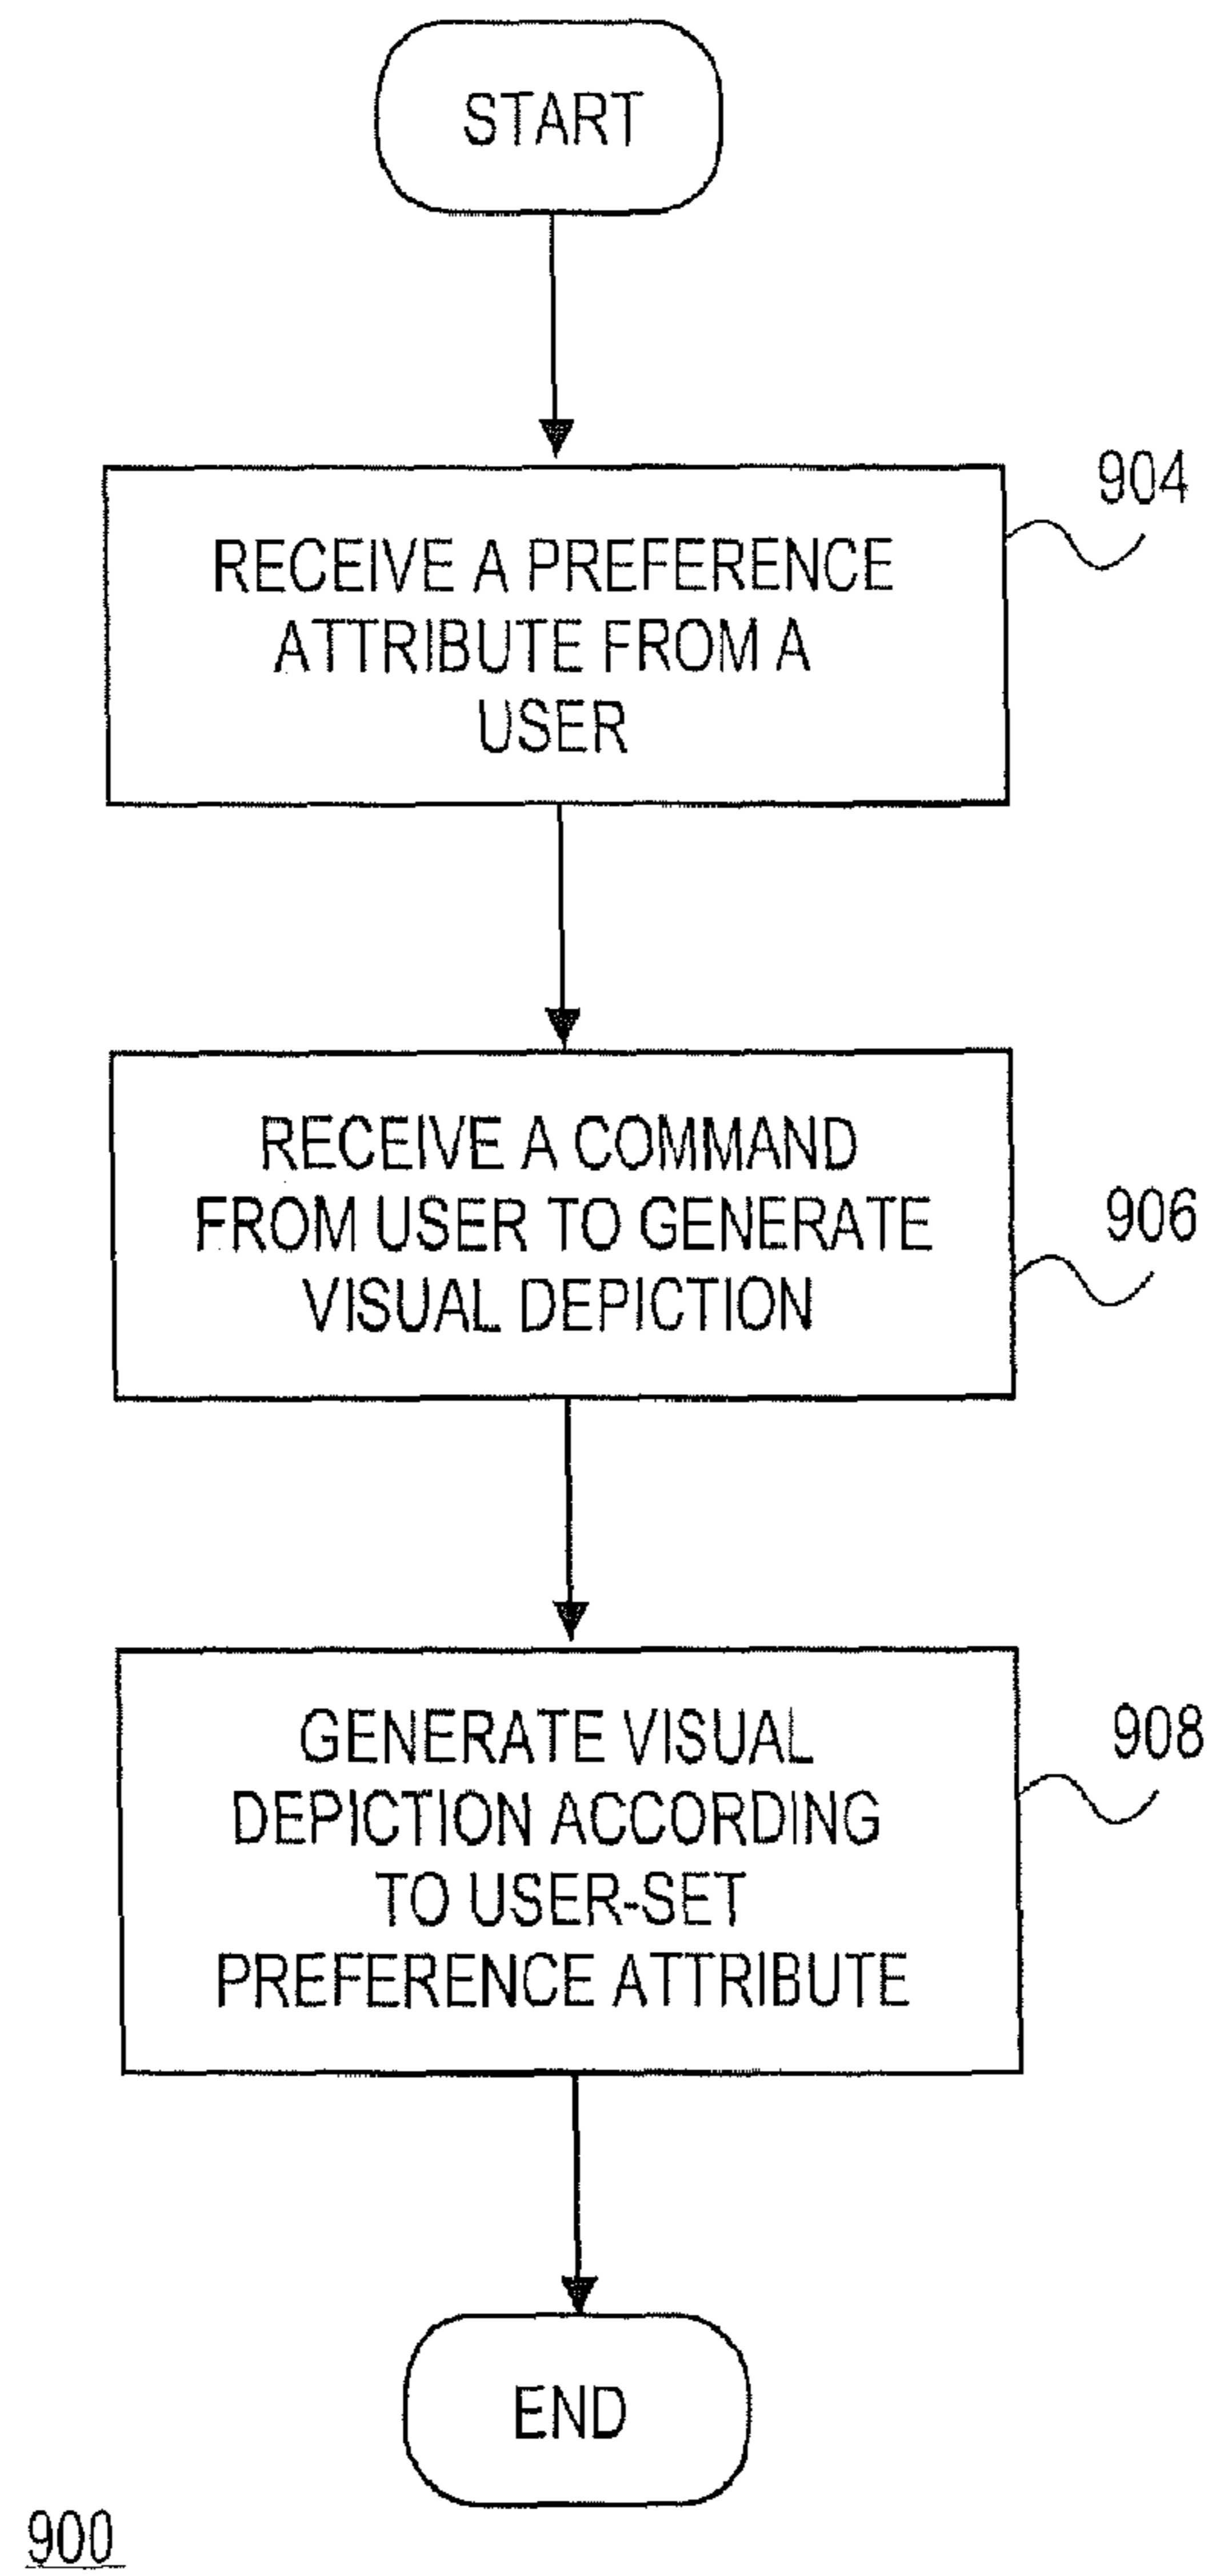 START
904
RECEIVE A PREFERENCE
ATTRIBUTE FROM A
USER
RECEIVE A COMMAND
906
FROM USER TO GENERATE
VISUAL DEPICTION
908
GENERATE VISUAL
DEPICTION ACCORDING
TO USER-SET
PREFERENCE ATTRIBUTE
END
900